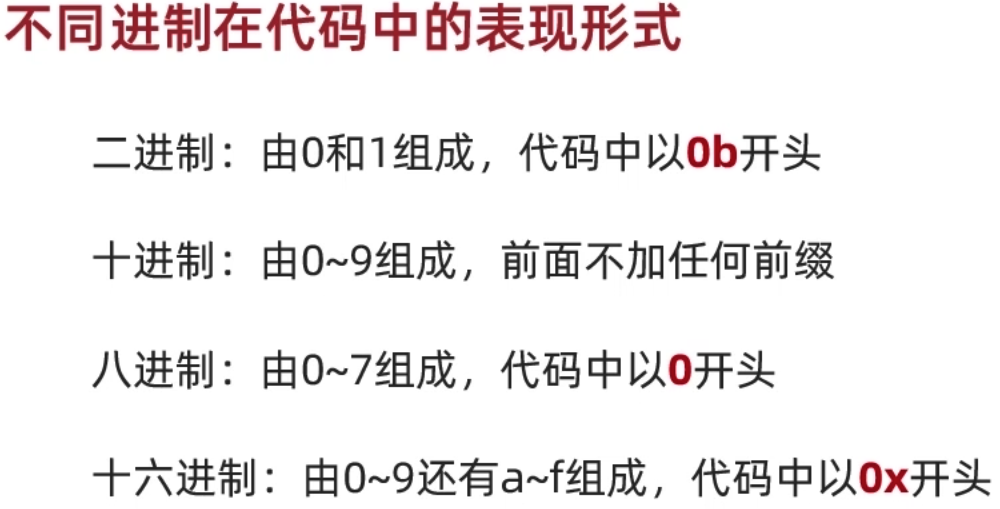 不同进制在代码中的表现形式
二进制：由0和1组成，代码中以0b开头
十进制：由0~9组成，前面不加任何前缀
八进制：由0~7组成，代码中以0开头
十六进制：由0~9还有a~f组成，代码中以0x开头